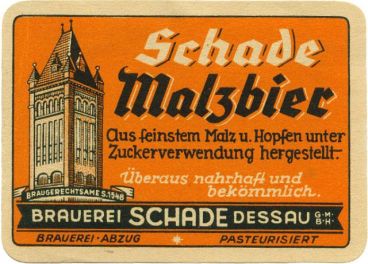 Schade
Malzbier
Aus feinstem Malz u. Hopfen unter
Zuckerverwendung hergestellt.
Überaus nahrhaft und
bekömmlich.
BRAUGERECHTSAME S. 1548
BRAUEREI SCHADE DESSAU G·M·B·H·
BRAUEREI·ABZUG * PASTEURISIERT